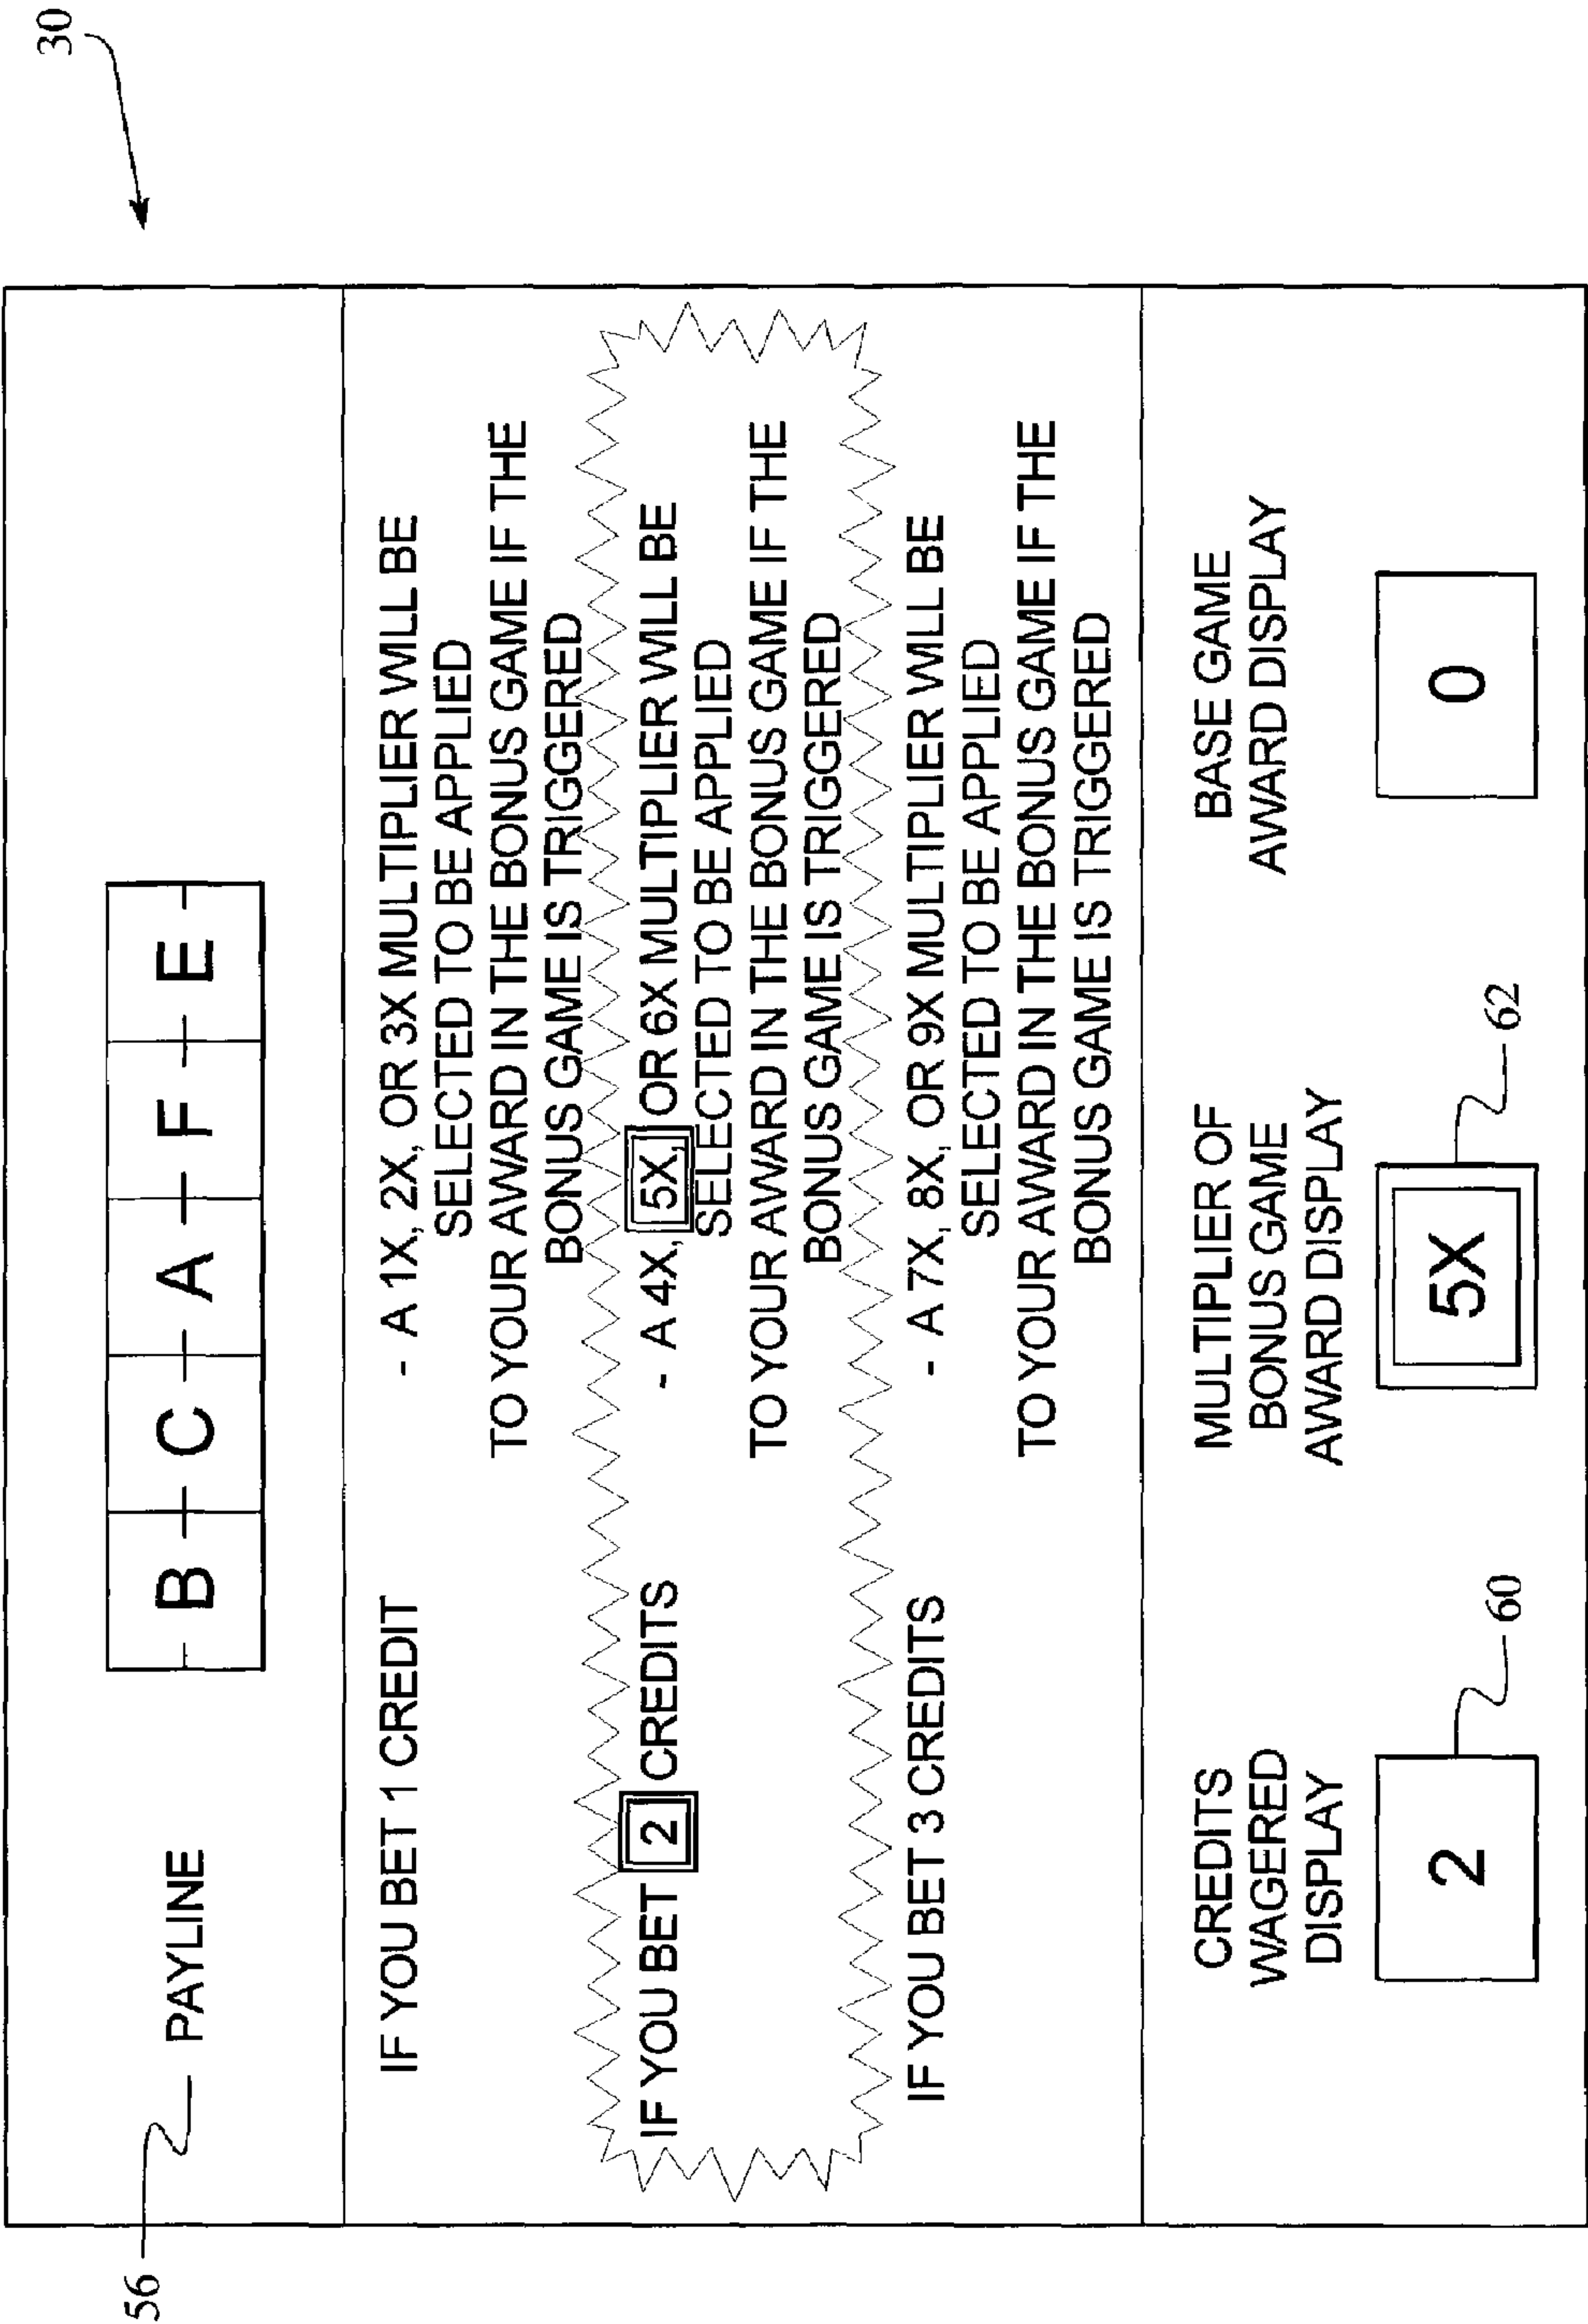 30
56
PAYLINE
B C A F E
IF YOU BET 1 CREDIT - A 1X, 2X, OR 3X MULTIPLIER WILL BE
SELECTED TO BE APPLIED
TO YOUR AWARD IN THE BONUS GAME IF THE
BONUS GAME IS TRIGGERED
IF YOU BET 2 CREDITS - A 4X, 5X, OR 6X MULTIPLIER WILL BE
SELECTED TO BE APPLIED
TO YOUR AWARD IN THE BONUS GAME IF THE
BONUS GAME IS TRIGGERED
IF YOU BET 3 CREDITS - A 7X, 8X, OR 9X MULTIPLIER WILL BE
SELECTED TO BE APPLIED
TO YOUR AWARD IN THE BONUS GAME IF THE
BONUS GAME IS TRIGGERED
CREDITS
WAGERED
DISPLAY
2
60
MULTIPLIER OF
BONUS GAME
AWARD DISPLAY
5X
62
BASE GAME
AWARD DISPLAY
0